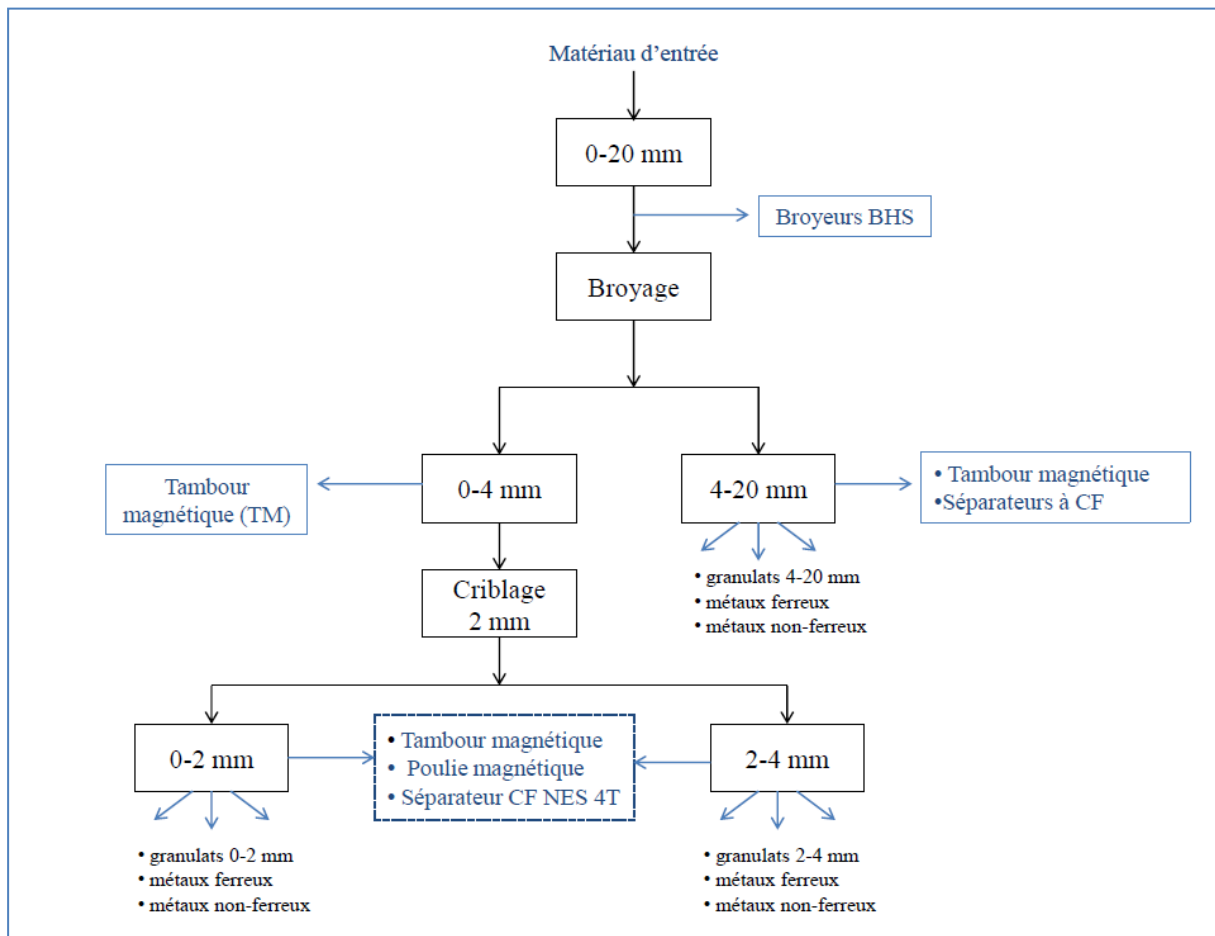 Matériau d'entrée
0-20 mm
Broyeurs BHS
Broyage
Tambour
magnétique (TM)
0-4 mm
4-20 mm
• Tambour magnétique
•Séparateurs à CF
• granulats 4-20 mm
• métaux ferreux
• métaux non-ferreux
Criblage
2 mm
0-2 mm
• Tambour magnétique
• Poulie magnétique
• Séparateur CF NES 4T
2-4 mm
• granulats 0-2 mm
• métaux ferreux
• métaux non-ferreux
• granulats 2-4 mm
• métaux ferreux
• métaux non-ferreux